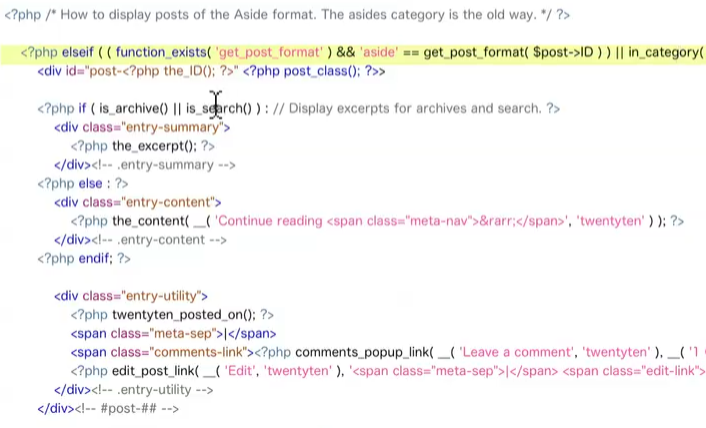 <?php /* How to display posts of the Aside format. The asides category is the old way. */ ?>
<?php elseif ( ( function_exists( 'get_post_format' ) && 'aside' == get_post_format( $post->ID ) ) || in_category(
<div id="post-<?php the_ID(); ?>" <?php post_class(); ?>>
<?php if ( is_archive() || is_search() ) : // Display excerpts for archives and search. ?>
<div class="entry-summary">
<?php the_excerpt(); ?>
</div><!-- .entry-summary -->
<?php else : ?>
<div class="entry-content">
<?php the_content( __( 'Continue reading <span class="meta-nav">&rarr;</span>', 'twentyten' ) ); ?>
</div><!-- .entry-content -->
<?php endif; ?>
<div class="entry-utility">
<?php twentyten_posted_on(); ?>
<span class="meta-sep">|</span>
<span class="comments-link"><?php comments_popup_link( __( 'Leave a comment', 'twentyten' ), __( '1
<?php edit_post_link( __( 'Edit', 'twentyten' ), '<span class="meta-sep">|</span> <span class="edit-link">
</div><!-- .entry-utility -->
</div><!-- #post-## -->